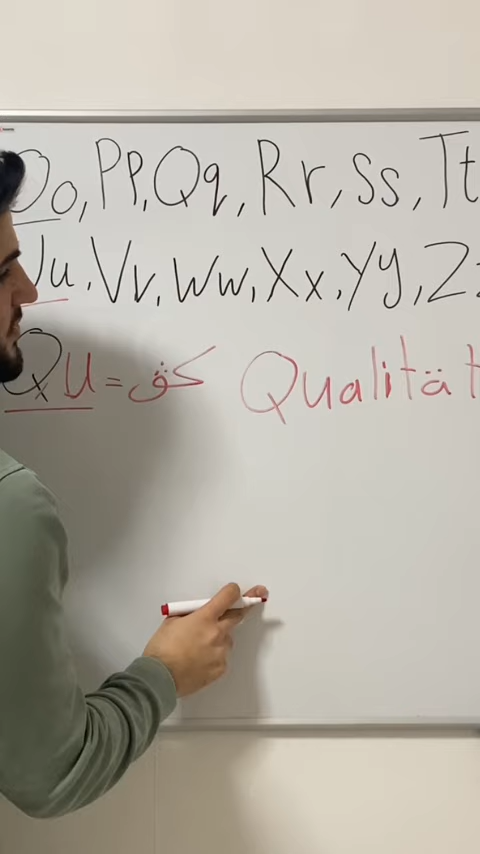 Oo, Pp, Qq, Rr, Ss, Tt
Uu, Vv, Ww, Xx, Yy, Zz
Qu = كڤ Qualität